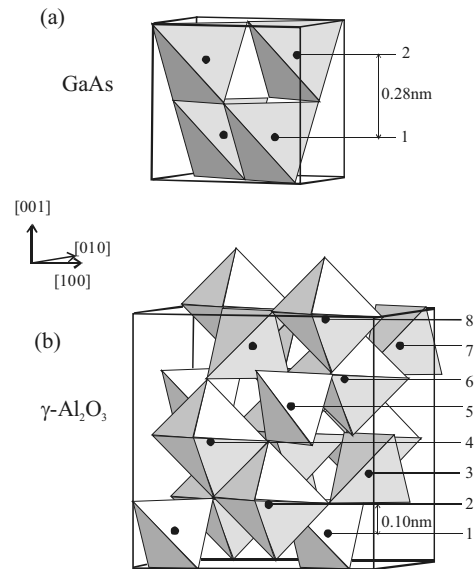 (a)
GaAs
2
0.28nm
1
[001]
[010]
[100]
(b)
γ-Al₂O₃
8
7
6
5
4
3
2
0.10nm
1